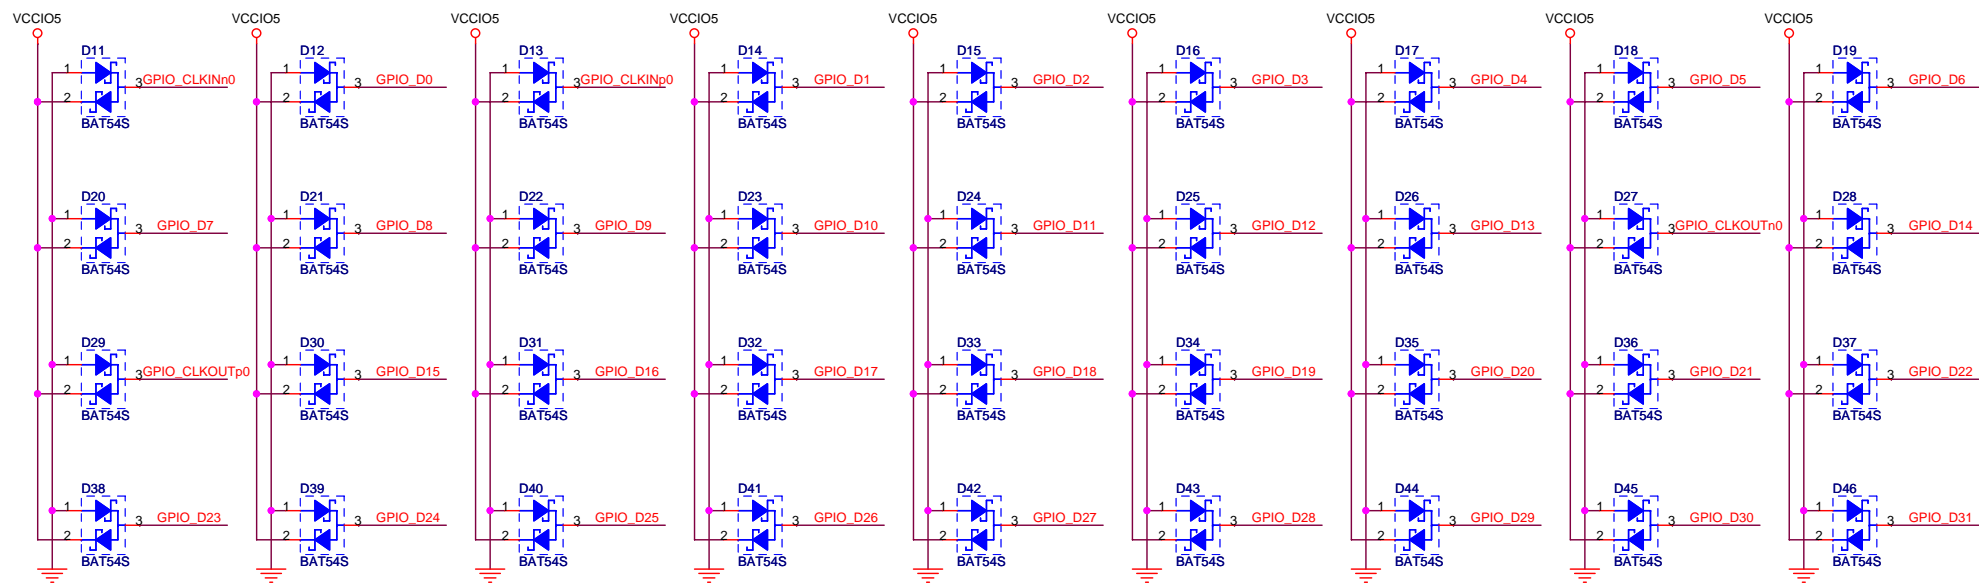 VCCIO5 VCCIO5 VCCIO5 VCCIO5 VCCIO5 VCCIO5 VCCIO5 VCCIO5 VCCIO5
D11 D12 D13 D14 D15 D16 D17 D18 D19
1 3 GPIO_CLKINn0 1 3 GPIO_D0 1 3 GPIO_CLKINp0 1 3 GPIO_D1 1 3 GPIO_D2 1 3 GPIO_D3 1 3 GPIO_D4 1 3 GPIO_D5 1 3 GPIO_D6
2 2 2 2 2 2 2 2 2
BAT54S BAT54S BAT54S BAT54S BAT54S BAT54S BAT54S BAT54S BAT54S
D20 D21 D22 D23 D24 D25 D26 D27 D28
1 3 GPIO_D7 1 3 GPIO_D8 1 3 GPIO_D9 1 3 GPIO_D10 1 3 GPIO_D11 1 3 GPIO_D12 1 3 GPIO_D13 1 3 GPIO_CLKOUTn0 1 3 GPIO_D14
2 2 2 2 2 2 2 2 2
BAT54S BAT54S BAT54S BAT54S BAT54S BAT54S BAT54S BAT54S BAT54S
D29 D30 D31 D32 D33 D34 D35 D36 D37
1 3 GPIO_CLKOUTp0 1 3 GPIO_D15 1 3 GPIO_D16 1 3 GPIO_D17 1 3 GPIO_D18 1 3 GPIO_D19 1 3 GPIO_D20 1 3 GPIO_D21 1 3 GPIO_D22
2 2 2 2 2 2 2 2 2
BAT54S BAT54S BAT54S BAT54S BAT54S BAT54S BAT54S BAT54S BAT54S
D38 D39 D40 D41 D42 D43 D44 D45 D46
1 3 GPIO_D23 1 3 GPIO_D24 1 3 GPIO_D25 1 3 GPIO_D26 1 3 GPIO_D27 1 3 GPIO_D28 1 3 GPIO_D29 1 3 GPIO_D30 1 3 GPIO_D31
2 2 2 2 2 2 2 2 2
BAT54S BAT54S BAT54S BAT54S BAT54S BAT54S BAT54S BAT54S BAT54S